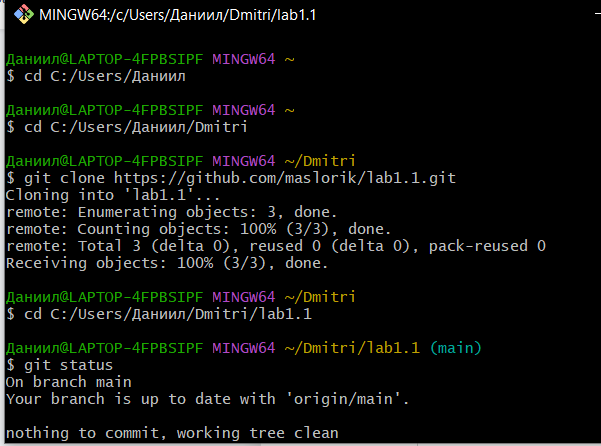 MINGW64:/c/Users/Даниил/Dmitri/lab1.1
Даниил@LAPTOP-4FPBSIPF MINGW64 ~
$ cd C:/Users/Даниил
Даниил@LAPTOP-4FPBSIPF MINGW64 ~
$ cd C:/Users/Даниил/Dmitri
Даниил@LAPTOP-4FPBSIPF MINGW64 ~/Dmitri
$ git clone https://github.com/maslorik/lab1.1.git
Cloning into 'lab1.1'...
remote: Enumerating objects: 3, done.
remote: Counting objects: 100% (3/3), done.
remote: Total 3 (delta 0), reused 0 (delta 0), pack-reused 0
Receiving objects: 100% (3/3), done.
Даниил@LAPTOP-4FPBSIPF MINGW64 ~/Dmitri
$ cd C:/Users/Даниил/Dmitri/lab1.1
Даниил@LAPTOP-4FPBSIPF MINGW64 ~/Dmitri/lab1.1 (main)
$ git status
On branch main
Your branch is up to date with 'origin/main'.
nothing to commit, working tree clean